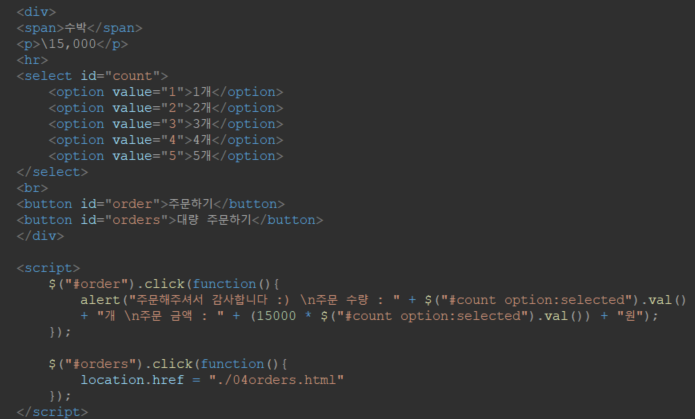 <div>
<span>수박</span>
<p>\15,000</p>
<hr>
<select id="count">
    <option value="1">1개</option>
    <option value="2">2개</option>
    <option value="3">3개</option>
    <option value="4">4개</option>
    <option value="5">5개</option>
</select>
<br>
<button id="order">주문하기</button>
<button id="orders">대량 주문하기</button>
</div>

<script>
    $("#order").click(function(){
        alert("주문해주셔서 감사합니다 :) \n주문 수량 : " + $("#count option:selected").val()
        + "개 \n주문 금액 : " + (15000 * $("#count option:selected").val()) + "원");
    });

    $("#orders").click(function(){
        location.href = "./04orders.html"
    });
</script>